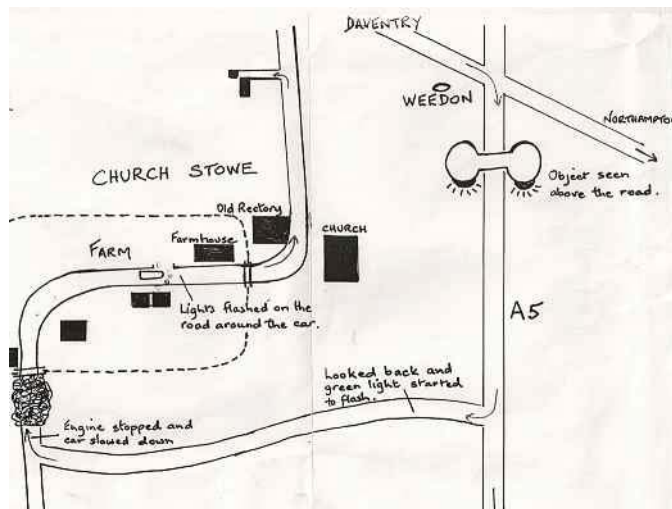 DAVENTRY
WEEDON
NORTHAMPTON
Object seen
above the road.
CHURCH STOWE
Old Rectory
CHURCH
Farmhouse
FARM
Lights flashed on the
road around the car.
A5
Looked back and
green light started
to flash.
Engine stopped and
car slowed down